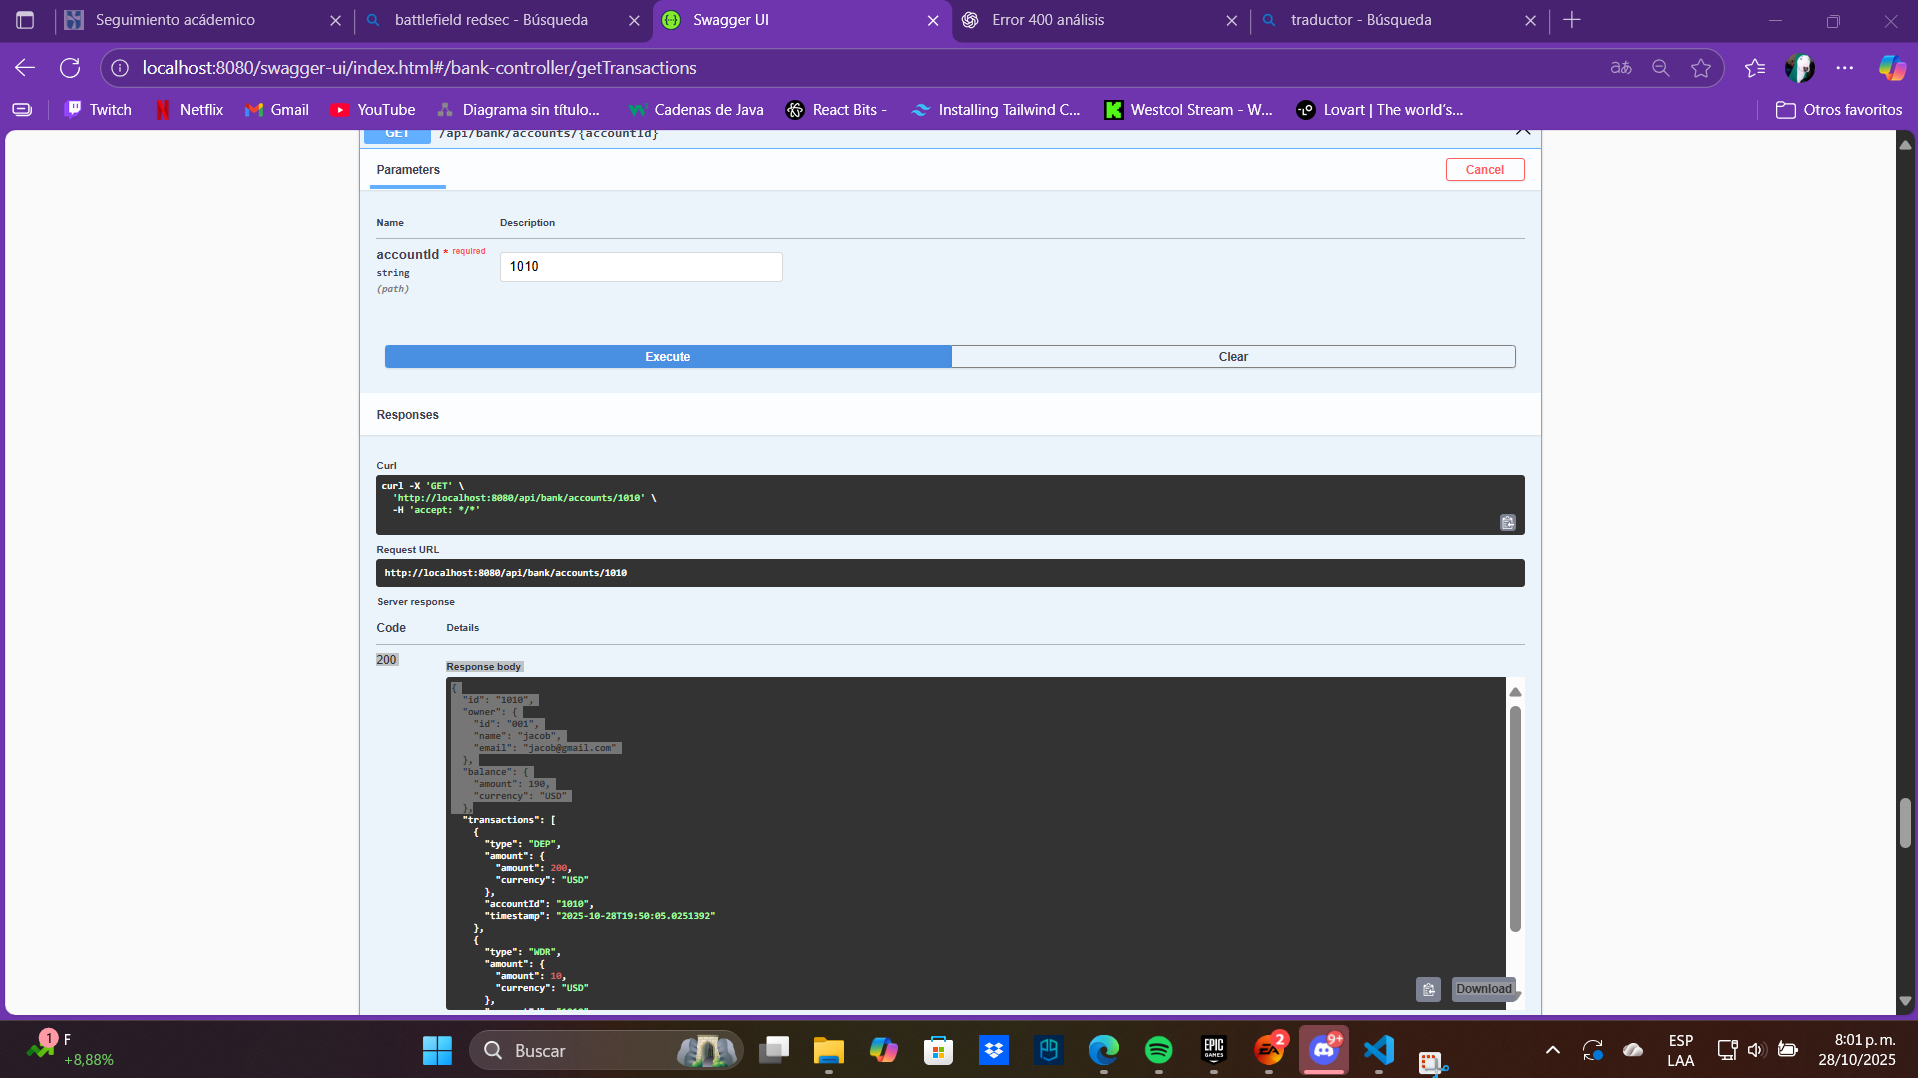 Seguimiento acádemico
battlefield redsec - Búsqueda
Swagger UI
Error 400 análisis
traductor - Búsqueda
localhost:8080/swagger-ui/index.html#/bank-controller/getTransactions
Twitch
Netflix
Gmail
YouTube
Diagrama sin título...
Cadenas de Java
React Bits -
Installing Tailwind C...
Westcol Stream - W...
Lovart | The world's...
Otros favoritos
GET /api/bank/accounts/{accountId}
Parameters
Cancel
Name Description
accountId * required
string
(path)
1010
Execute
Clear
Responses
Curl
curl -X 'GET' \
'http://localhost:8080/api/bank/accounts/1010' \
-H 'accept: */*'
Request URL
http://localhost:8080/api/bank/accounts/1010
Server response
Code Details
200
Response body
{
"id": "1010",
"owner": {
"id": "001",
"name": "jacob",
"email": "jacob@gmail.com"
},
"balance": {
"amount": 190,
"currency": "USD"
},
"transactions": [
{
"type": "DEP",
"amount": {
"amount": 200,
"currency": "USD"
},
"accountId": "1010",
"timestamp": "2025-10-28T19:50:05.0251392"
},
{
"type": "WDR",
"amount": {
"amount": 10,
"currency": "USD"
},
Download
1
F
+8,88%
Buscar
EPIC GAMES
EA
2
9+
ESP
LAA
8:01 p.m.
28/10/2025